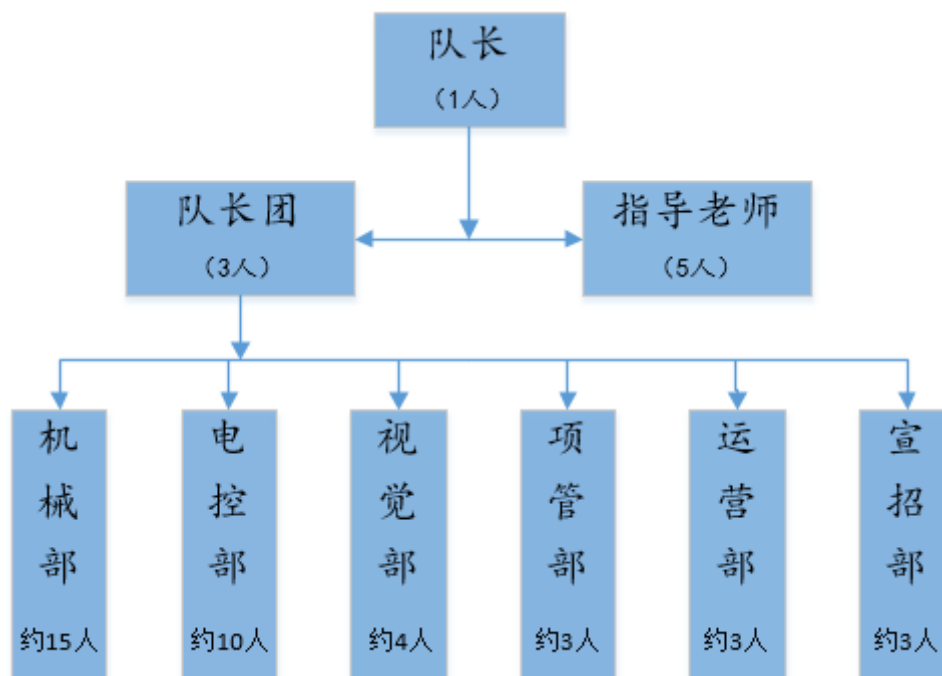 队长
（1人）
队长团
（3人）
指导老师
（5人）
机械部
约15人
电控部
约10人
视觉部
约4人
项管部
约3人
运营部
约3人
宣招部
约3人